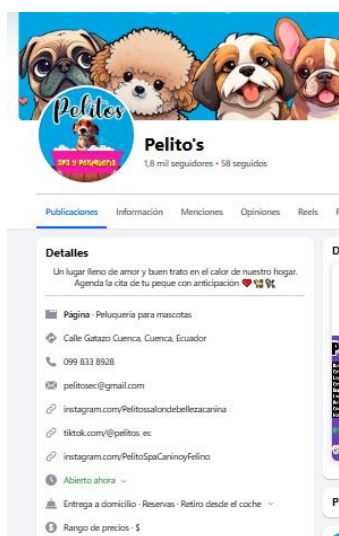 Pelitos
SPA Y PELUQUERIA
Pelito's
1,8 mil seguidores • 58 seguidos
Publicaciones Información Menciones Opiniones Reels
Detalles
Un lugar lleno de amor y buen trato en el calor de nuestro hogar.
Agenda la cita de tu peque con anticipación ❤️
Página · Peluquería para mascotas
Calle Gatazo Cuenca, Cuenca, Ecuador
099 833 8928
pelitosec@gmail.com
instagram.com/Pelitossalondebellezacanina
tiktok.com/@pelitos_ec
instagram.com/PelitoSpaCaninoyFelino
Abierto ahora
Entrega a domicilio · Reservas · Retiro desde el coche
Rango de precios · $